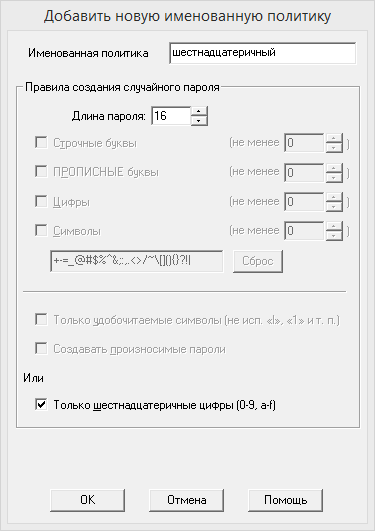 Добавить новую именованную политику
Именованная политика шестнадцатеричный
Правила создания случайного пароля
Длина пароля: 16
Строчные буквы (не менее 0 )
ПРОПИСНЫЕ буквы (не менее 0 )
Цифры (не менее 0 )
Символы (не менее 0 )
+-=_@#$%^&;:,.<>/~\[](){}?!| Сброс
Только удобочитаемые символы (не исп. «l», «1» и т. п.)
Создавать произносимые пароли
Или
Только шестнадцатеричные цифры (0-9, a-f)
OK Отмена Помощь